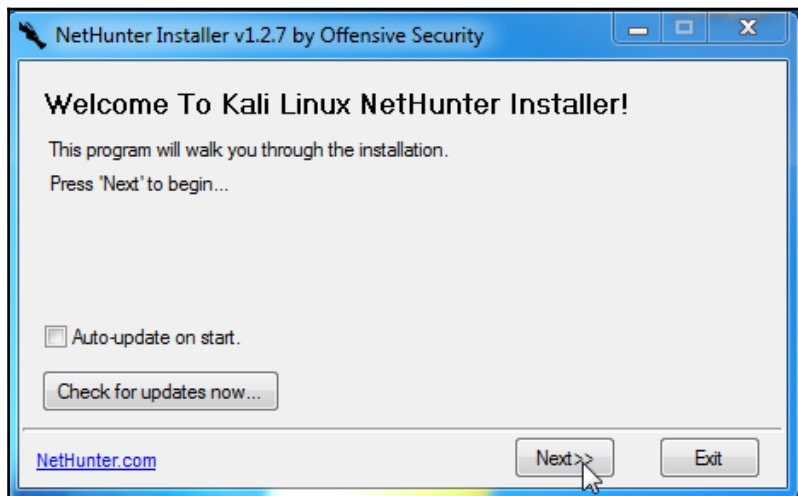 NetHunter Installer v1.2.7 by Offensive Security
Welcome To Kali Linux NetHunter Installer!
This program will walk you through the installation.
Press 'Next' to begin...
Auto-update on start.
Check for updates now...
NetHunter.com
Next>>
Exit